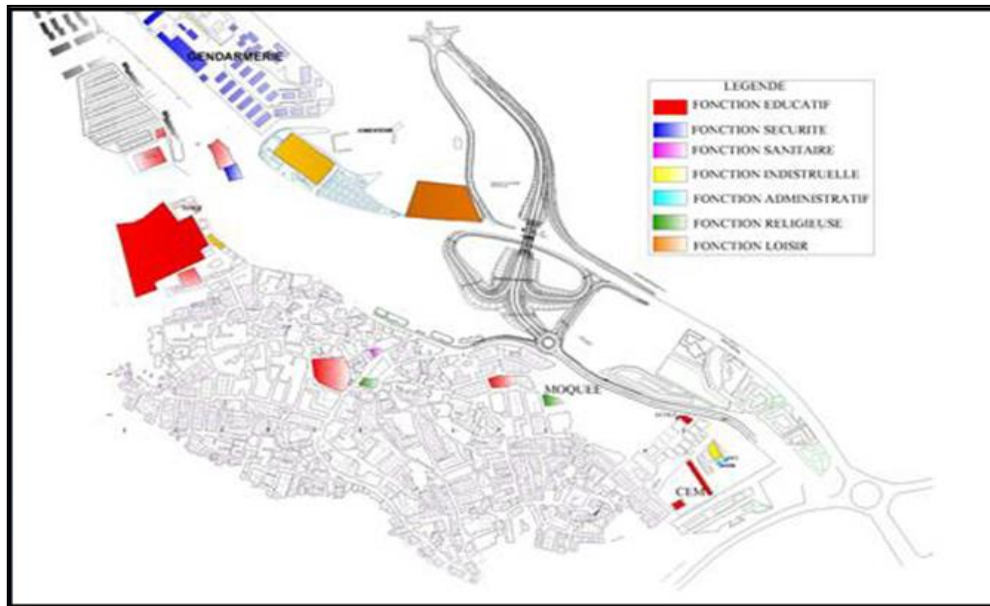 GENDARMERIE
LEGENDE
FONCTION EDUCATIF
FONCTION SECURITE
FONCTION SANITAIRE
FONCTION INDISTRUELLE
FONCTION ADMINISTRATIF
FONCTION RELIGIEUSE
FONCTION LOISIR
MOQUEE
CEM